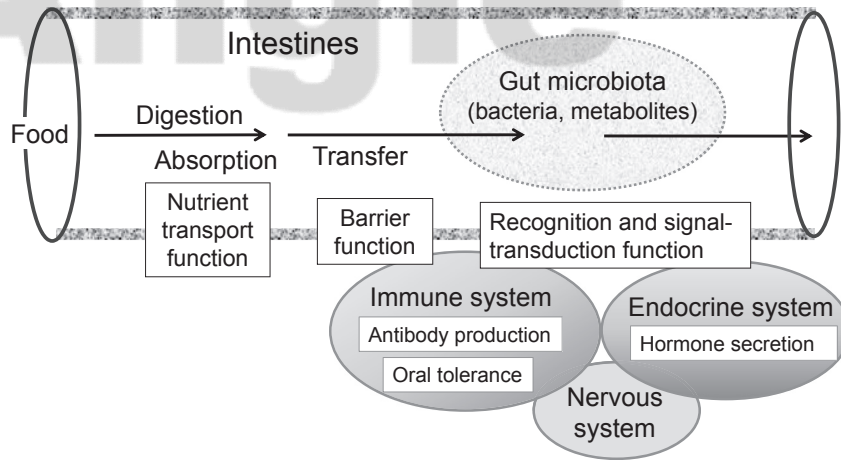 Intestines
Gut microbiota
(bacteria, metabolites)
Food
Digestion
Absorption
Transfer
Nutrient
transport
function
Barrier
function
Recognition and signal-
transduction function
Immune system
Antibody production
Oral tolerance
Endocrine system
Hormone secretion
Nervous
system